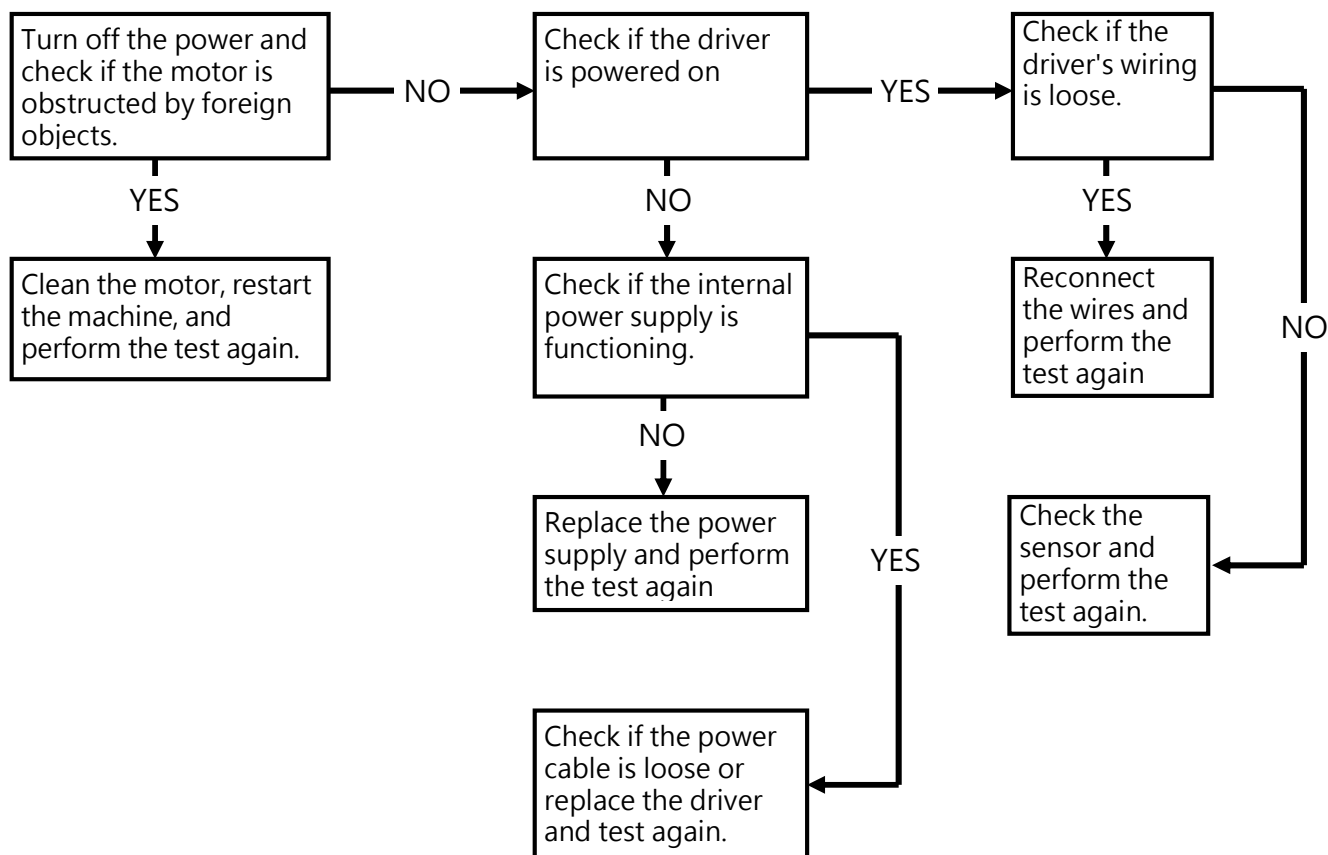 Turn off the power and
check if the motor is
obstructed by foreign
objects.
NO
Check if the driver
is powered on
YES
Check if the
driver's wiring
is loose.
YES
NO
YES
Clean the motor, restart
the machine, and
perform the test again.
Check if the internal
power supply is
functioning.
Reconnect
the wires and
perform the
test again
NO
NO
Replace the power
supply and perform
the test again
YES
Check the
sensor and
perform the
test again.
Check if the power
cable is loose or
replace the driver
and test again.